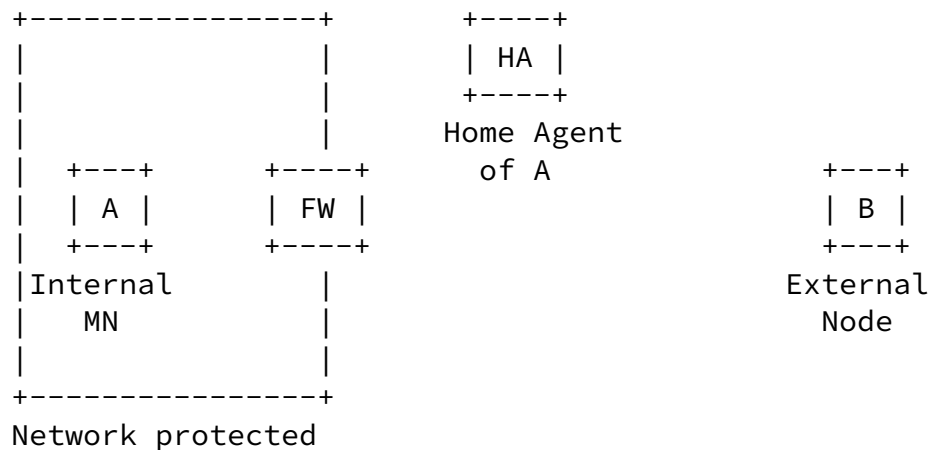 +----------------+       +----+
|                |       | HA |
|                |       +----+
|                |      Home Agent
|  +---+      +----+      of A               +---+
|  | A |      | FW |                         | B |
|  +---+      +----+                         +---+
|Internal        |                         External
|   MN           |                           Node
|                |
+----------------+
Network protected